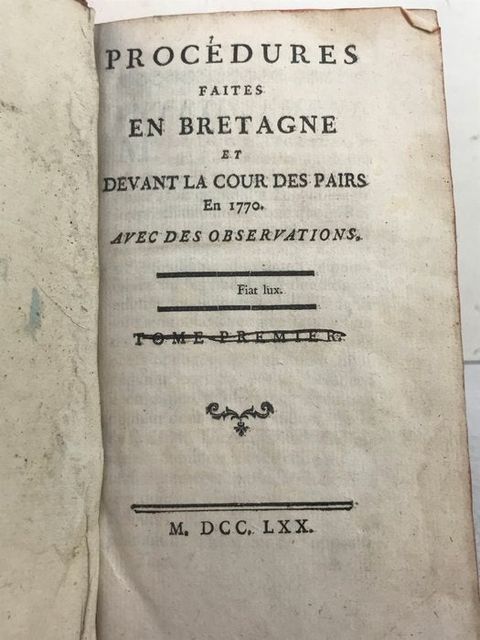 PROCÉDURES
FAITES
EN BRETAGNE
ET
DEVANT LA COUR DES PAIRS
En 1770.
AVEC DES OBSERVATIONS.
Fiat lux.
TOME PREMIER.
M. DCC. LXX.